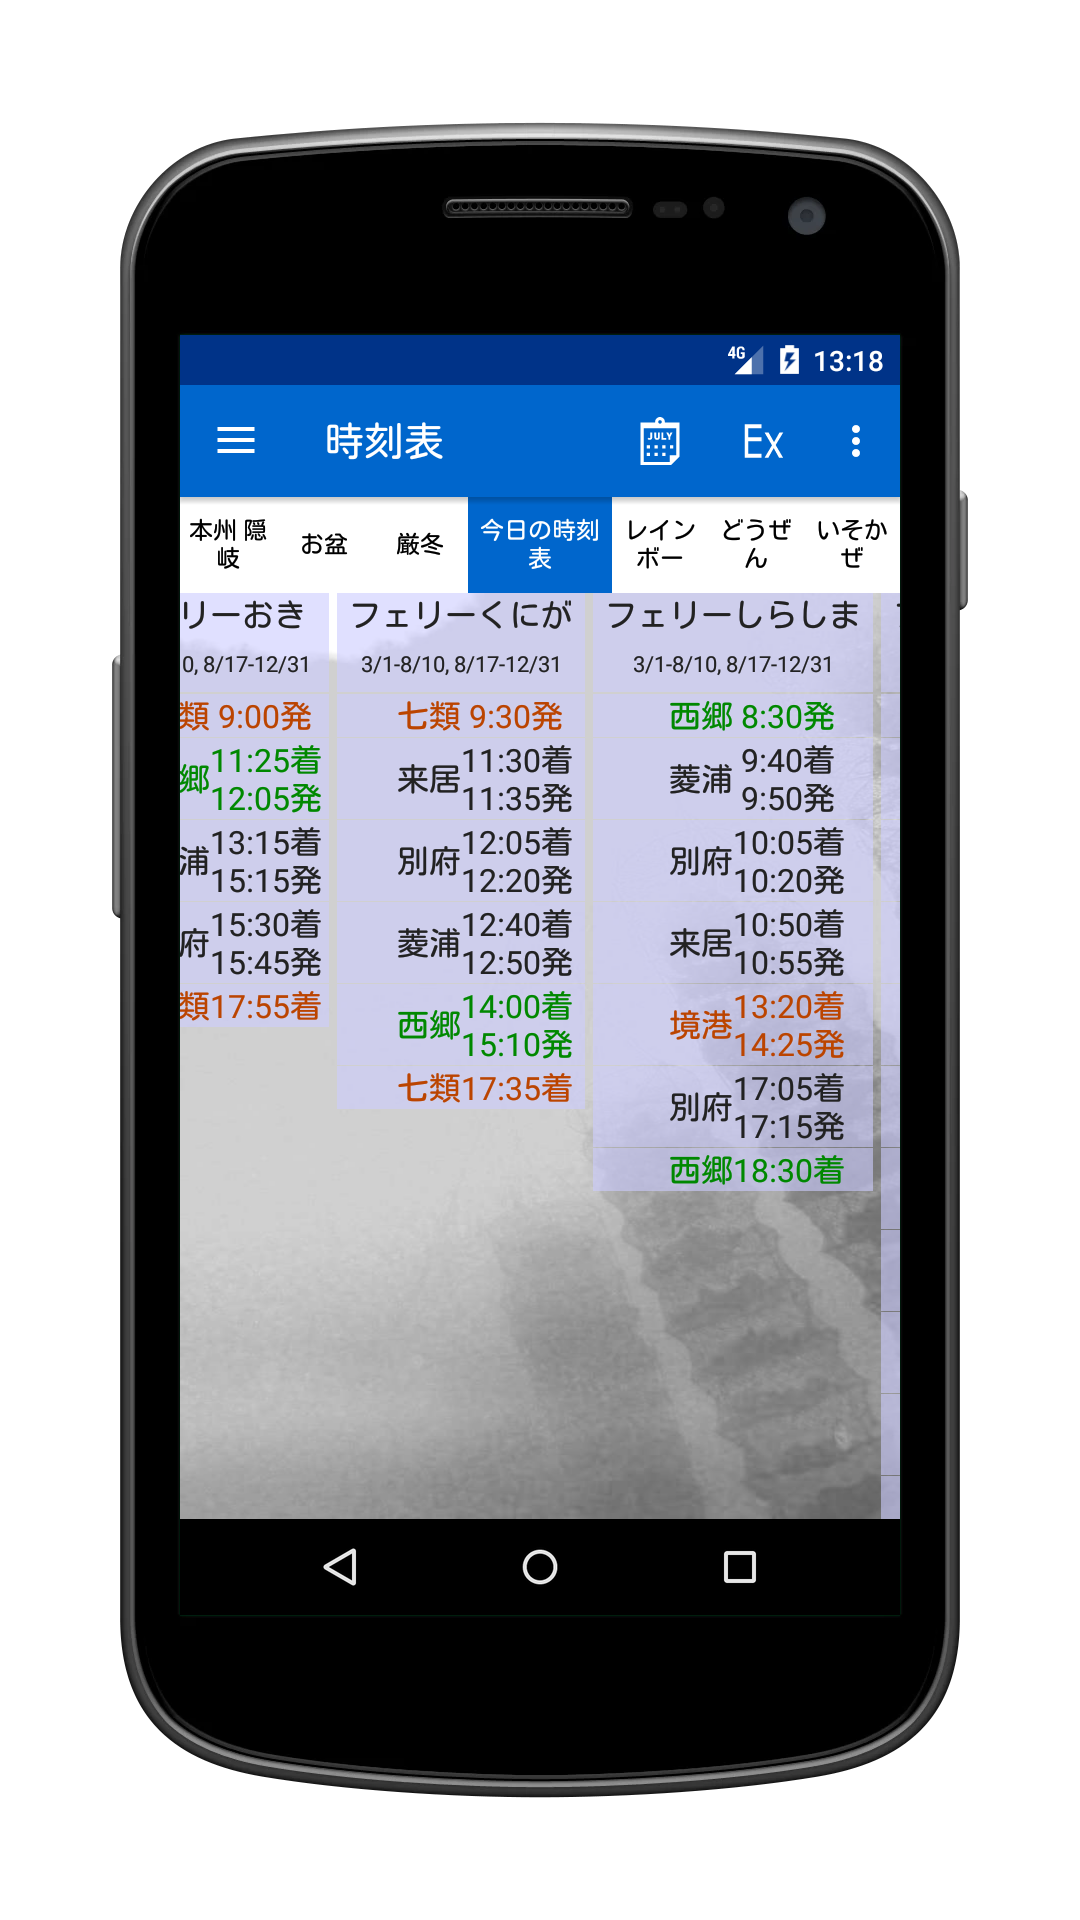 4G 13:18
時刻表 JULY Ex
本州 隠岐
お盆
厳冬
今日の時刻表
レインボー
どうぜん
いそかぜ
リーおき
0, 8/17-12/31
類 9:00発
郷 11:25着
12:05発
浦 13:15着
15:15発
府 15:30着
15:45発
類 17:55着
フェリーくにが
3/1-8/10, 8/17-12/31
七類 9:30発
来居 11:30着
11:35発
別府 12:05着
12:20発
菱浦 12:40着
12:50発
西郷 14:00着
15:10発
七類 17:35着
フェリーしらしま
3/1-8/10, 8/17-12/31
西郷 8:30発
菱浦 9:40着
9:50発
別府 10:05着
10:20発
来居 10:50着
10:55発
境港 13:20着
14:25発
別府 17:05着
17:15発
西郷 18:30着